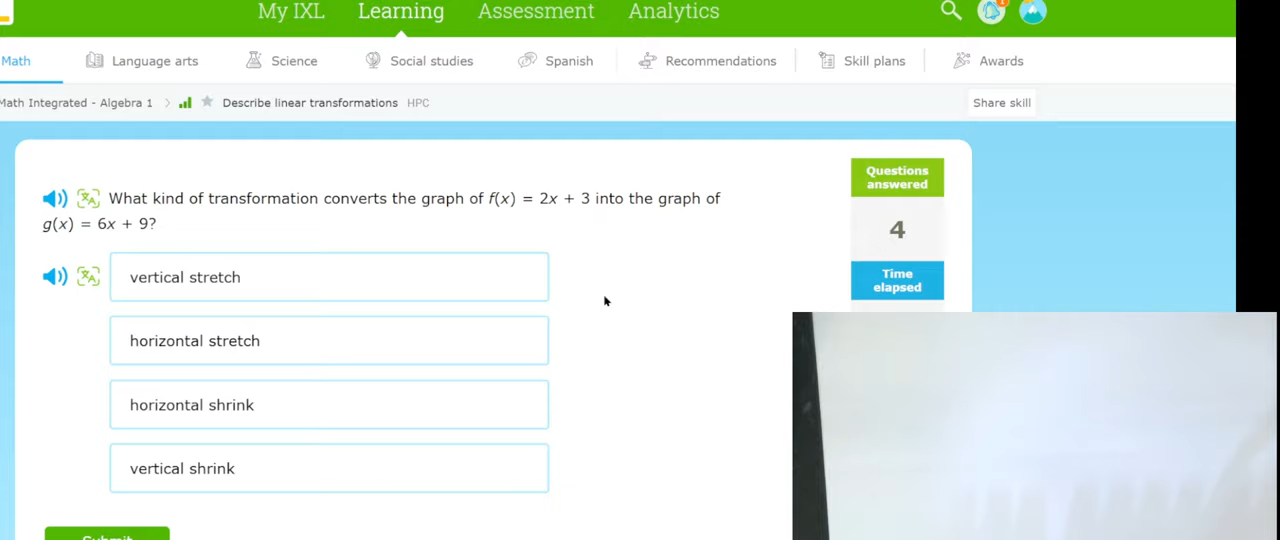 My IXL Learning Assessment Analytics
1
Math Language arts Science Social studies Spanish Recommendations Skill plans Awards
Math Integrated - Algebra 1 > Describe linear transformations HPC Share skill
What kind of transformation converts the graph of f(x) = 2x + 3 into the graph of
g(x) = 6x + 9?
vertical stretch
horizontal stretch
horizontal shrink
vertical shrink
Submit
Questions
answered
4
Time
elapsed